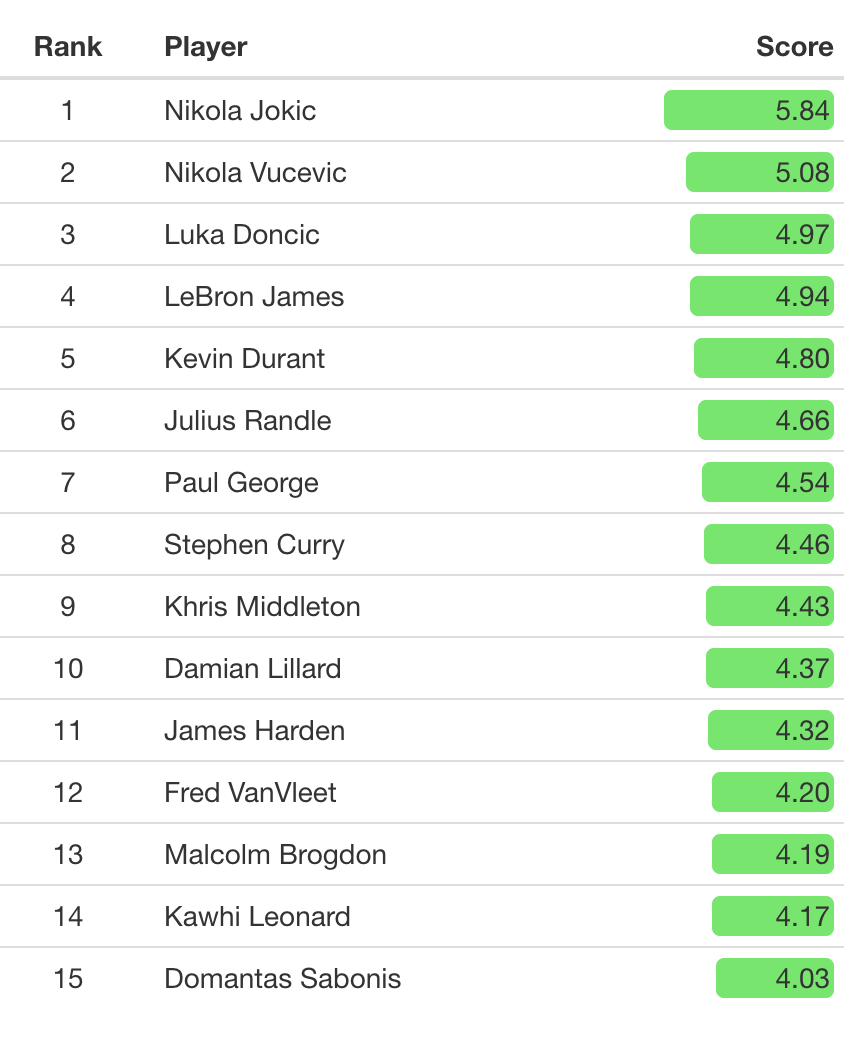 Rank Player Score
1 Nikola Jokic 5.84
2 Nikola Vucevic 5.08
3 Luka Doncic 4.97
4 LeBron James 4.94
5 Kevin Durant 4.80
6 Julius Randle 4.66
7 Paul George 4.54
8 Stephen Curry 4.46
9 Khris Middleton 4.43
10 Damian Lillard 4.37
11 James Harden 4.32
12 Fred VanVleet 4.20
13 Malcolm Brogdon 4.19
14 Kawhi Leonard 4.17
15 Domantas Sabonis 4.03